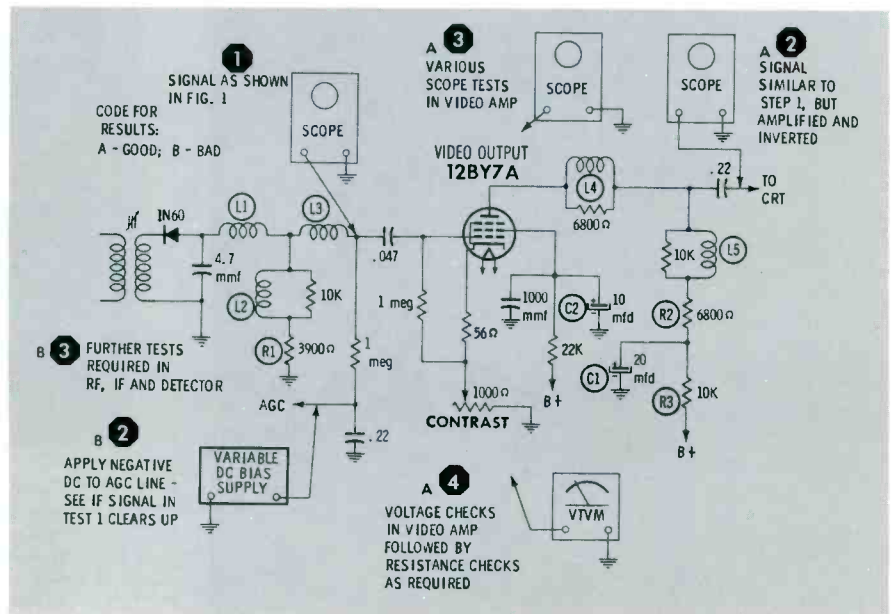 1
SIGNAL AS SHOWN
IN FIG. 1
CODE FOR
RESULTS:
A - GOOD; B - BAD
SCOPE
A 3
VARIOUS
SCOPE TESTS
IN VIDEO AMP
SCOPE
SCOPE
A 2
SIGNAL
SIMILAR TO
STEP 1, BUT
AMPLIFIED AND
INVERTED
VIDEO OUTPUT
12BY7A
1N60
L1
L3
L4
6800Ω
.22
TO
CRT
4.7
mmf
.047
L2
10K
1 meg
R1
3900Ω
1
meg
56Ω
1000
mmf
C2
10
mfd
22K
B+
10K
L5
R2
6800Ω
C1
20
mfd
R3
10K
B+
B 3
FURTHER TESTS
REQUIRED IN
RF, IF AND DETECTOR
AGC
.22
1000Ω
CONTRAST
B 2
APPLY NEGATIVE
DC TO AGC LINE -
SEE IF SIGNAL IN
TEST 1 CLEARS UP
VARIABLE
DC BIAS
SUPPLY
A 4
VOLTAGE CHECKS
IN VIDEO AMP
FOLLOWED BY
RESISTANCE CHECKS
AS REQUIRED
VTVM